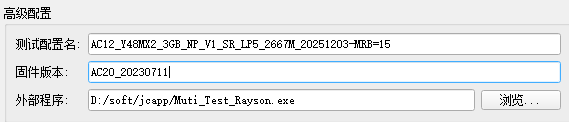 高级配置
测试配置名: AC12_Y48MX2_3GB_NP_V1_SR_LP5_2667M_20251203-MRB=15
固件版本: AC20_20230711
外部程序: D:/soft/jcapp/Muti_Test_Rayson.exe 浏览...